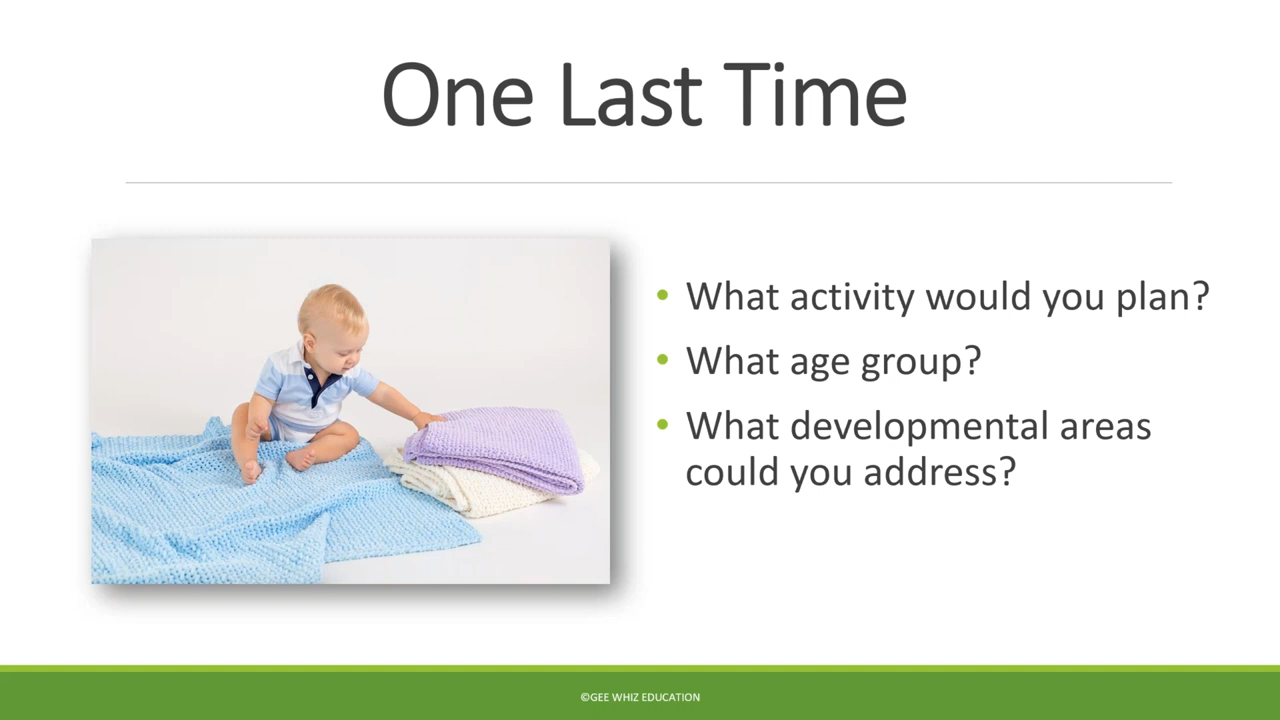 One Last Time
• What activity would you plan?
• What age group?
• What developmental areas
could you address?
©GEE WHIZ EDUCATION